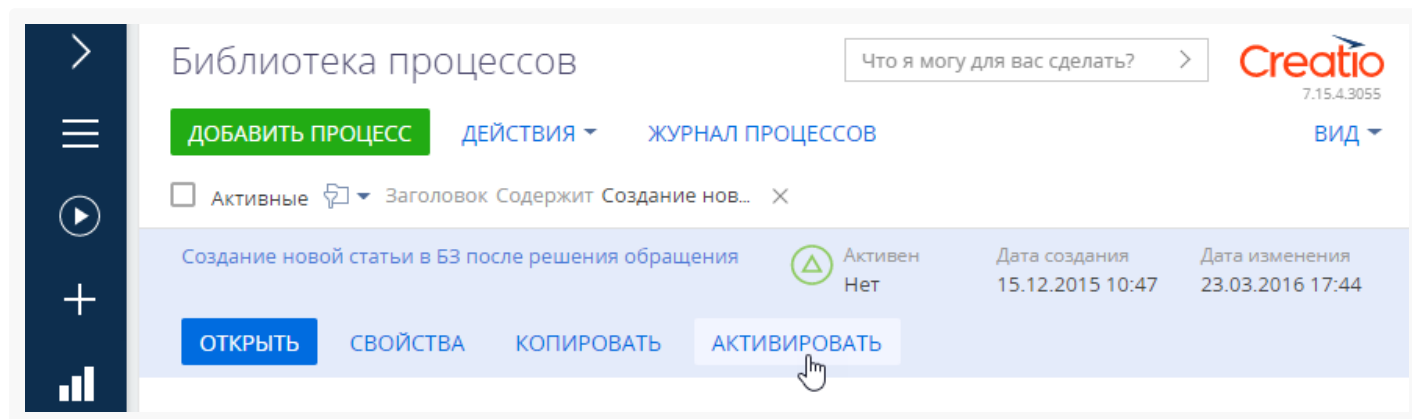 Библиотека процессов
Что я могу для вас сделать?
Creatio
7.15.4.3055
ДОБАВИТЬ ПРОЦЕСС ДЕЙСТВИЯ ЖУРНАЛ ПРОЦЕССОВ ВИД
Активные Заголовок Содержит Создание нов...
Создание новой статьи в БЗ после решения обращения Активен Дата создания Дата изменения
Нет 15.12.2015 10:47 23.03.2016 17:44
ОТКРЫТЬ СВОЙСТВА КОПИРОВАТЬ АКТИВИРОВАТЬ